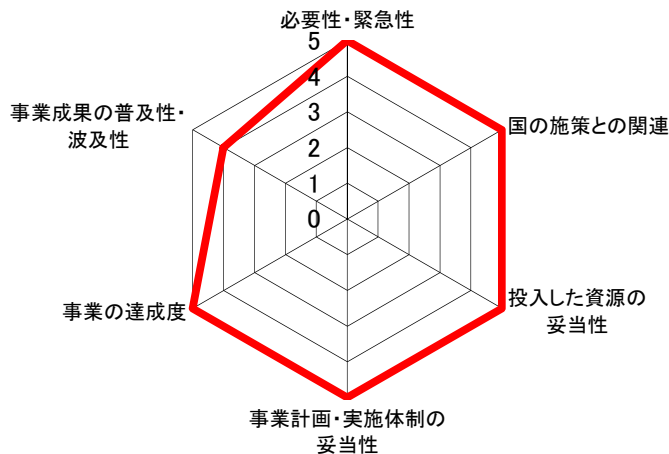 必要性・緊急性
5
4
3
2
1
0
国の施策との関連
投入した資源の
妥当性
事業計画・実施体制の
妥当性
事業の達成度
事業成果の普及性・
波及性